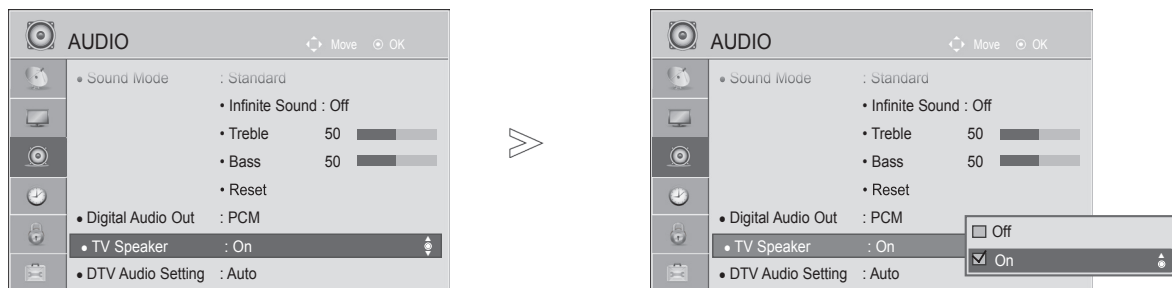 AUDIO
Move OK
Sound Mode : Standard
• Infinite Sound : Off
• Treble 50
• Bass 50
• Reset
• Digital Audio Out : PCM
• TV Speaker : On
• DTV Audio Setting : Auto
AUDIO
Move OK
Sound Mode : Standard
• Infinite Sound : Off
• Treble 50
• Bass 50
• Reset
• Digital Audio Out : PCM
• TV Speaker : On
• DTV Audio Setting : Auto
Off
On